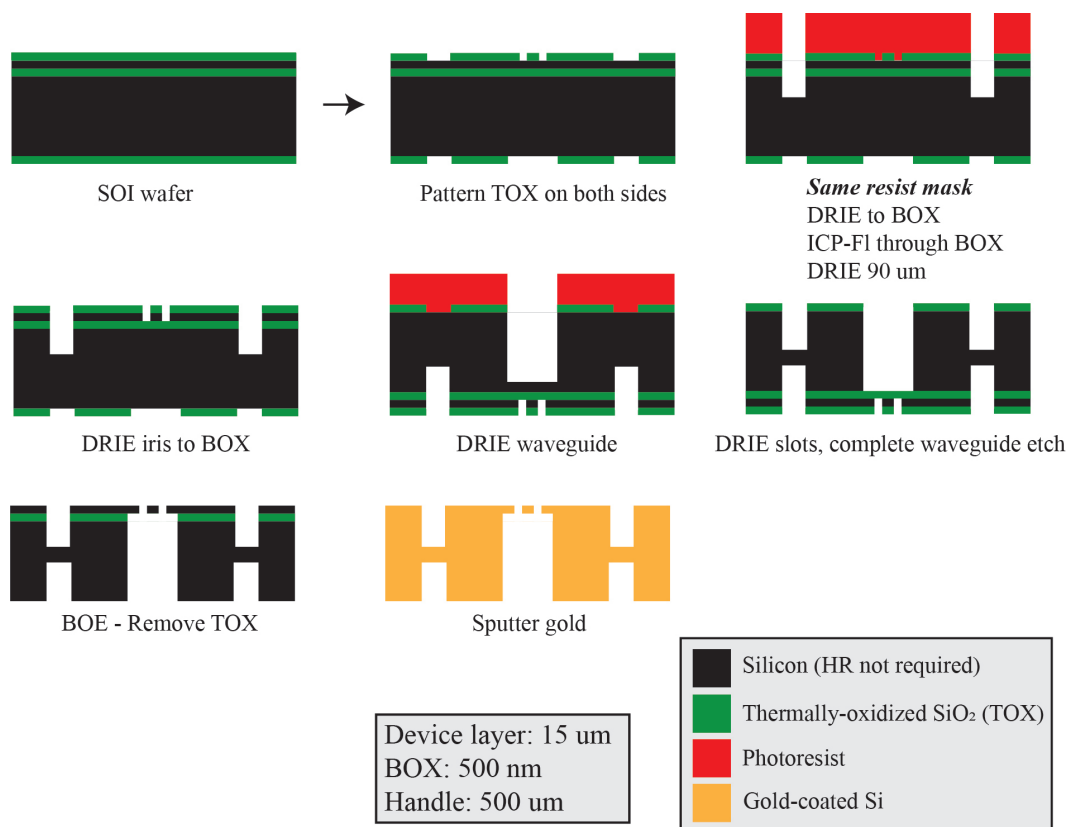 SOI wafer
Pattern TOX on both sides
Same resist mask
DRIE to BOX
ICP-Fl through BOX
DRIE 90 um
DRIE iris to BOX
DRIE waveguide
DRIE slots, complete waveguide etch
BOE - Remove TOX
Sputter gold
Device layer: 15 um
BOX: 500 nm
Handle: 500 um
Silicon (HR not required)
Thermally-oxidized SiO₂ (TOX)
Photoresist
Gold-coated Si